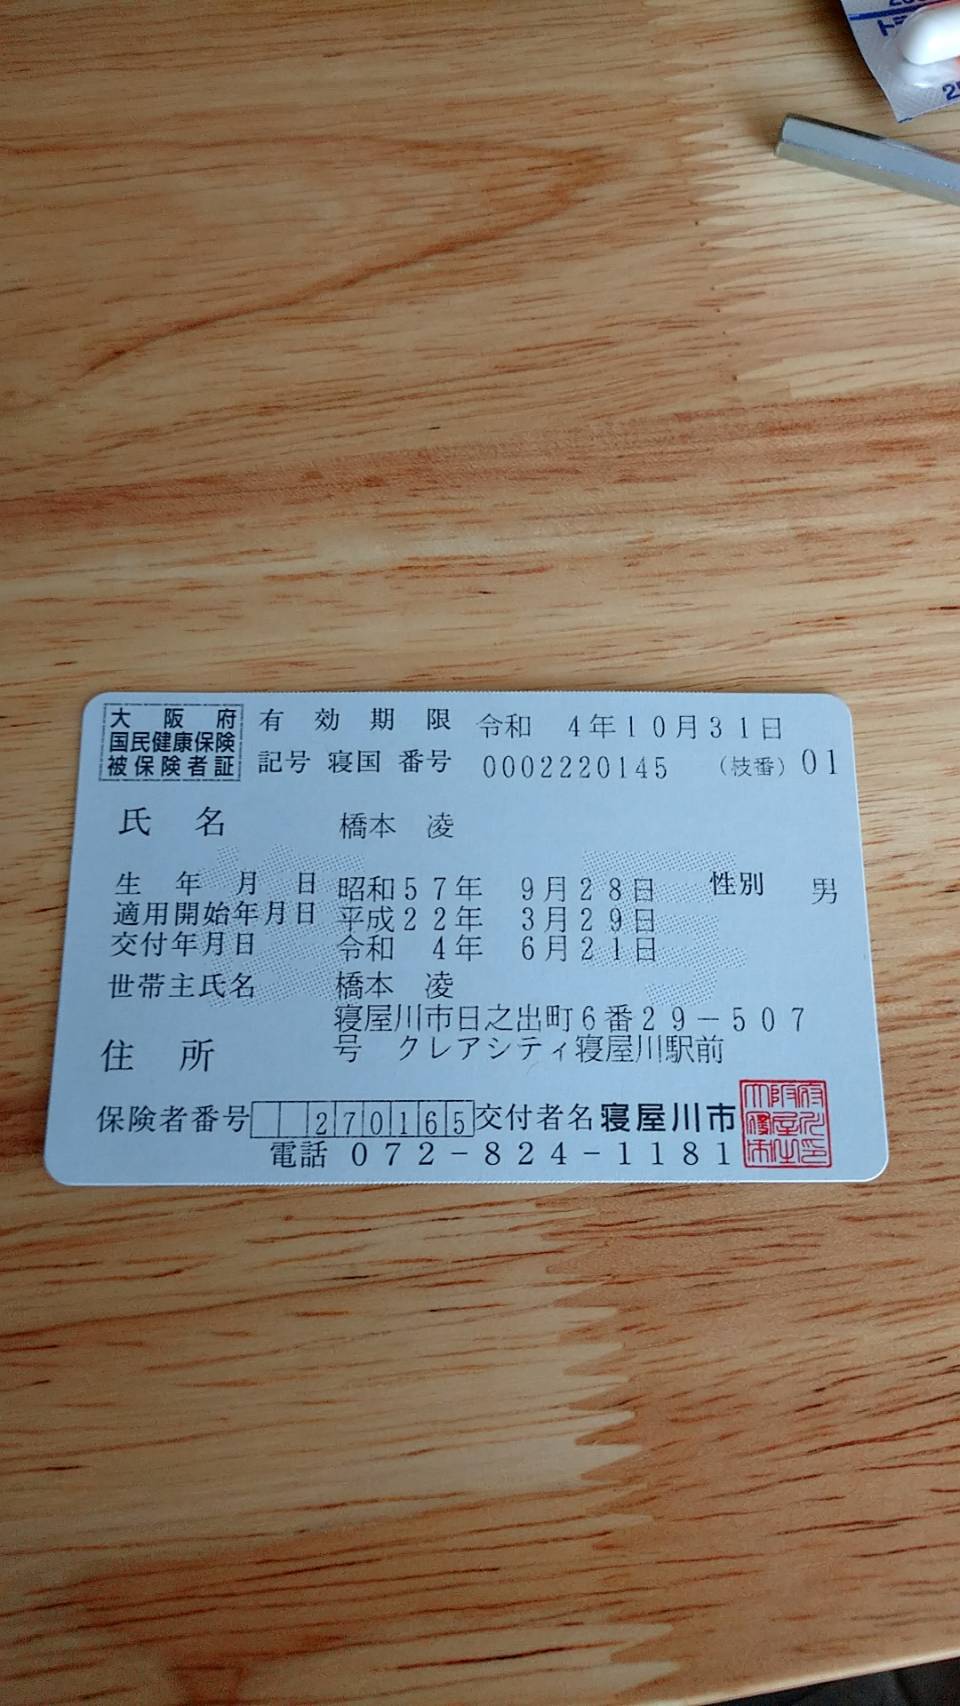 大阪府
国民健康保険
被保険者証
有効期限 令和 4年10月31日
記号 寝国 番号 0002220145 (枝番) 01
氏名 橋本 凌
生年月日 昭和57年 9月28日 性別 男
適用開始年月日 平成22年 3月29日
交付年月日 令和 4年 6月21日
世帯主氏名 橋本 凌
住所 寝屋川市日之出町6番29-507
号 クレアシティ寝屋川駅前
保険者番号 270165 交付者名 寝屋川市
電話 072-824-1181